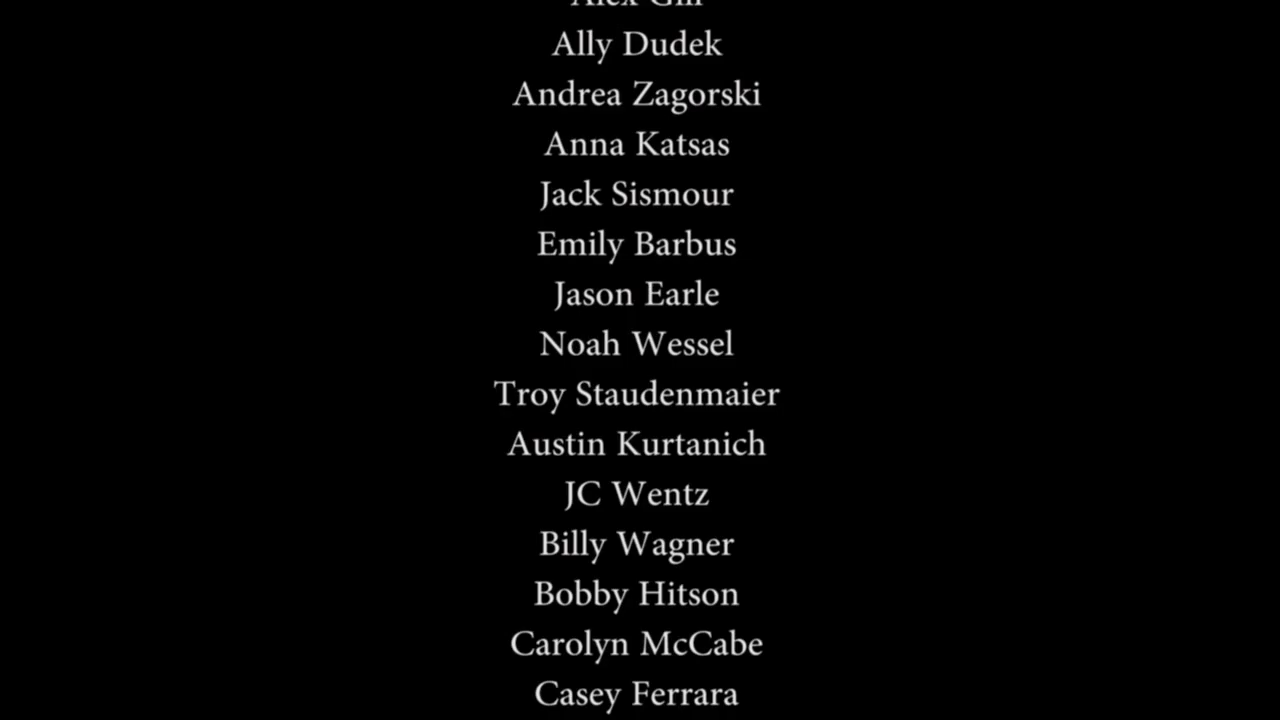 Ally Dudek
Andrea Zagorski
Anna Katsas
Jack Sismour
Emily Barbus
Jason Earle
Noah Wessel
Troy Staudenmaier
Austin Kurtanich
JC Wentz
Billy Wagner
Bobby Hitson
Carolyn McCabe
Casey Ferrara